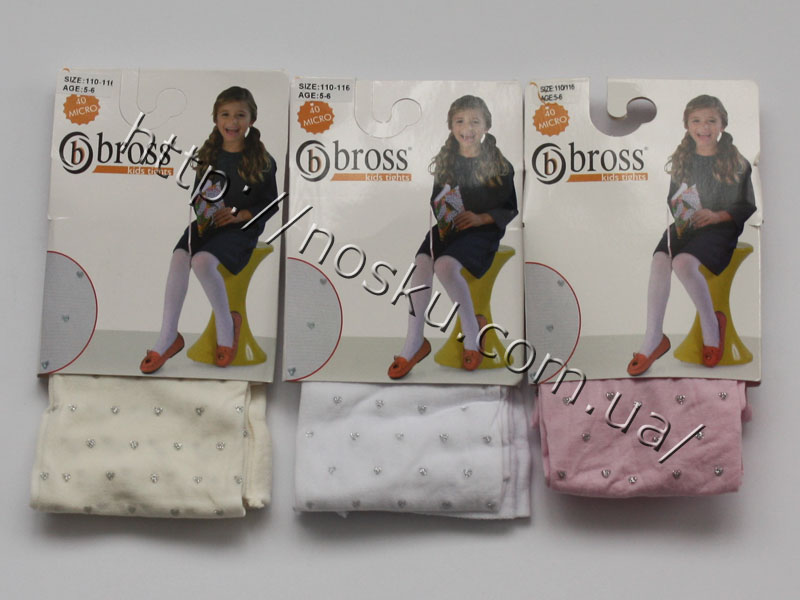 SIZE:110-116
AGE:5-6
40
MICRO
b bross
kids tights
SIZE:110-116
AGE:5-6
40
MICRO
b bross®
kids tights
SIZE:110/116
AGE:5-6
40
MICRO
b bross®
kids tights
http://nosku.com.ua/